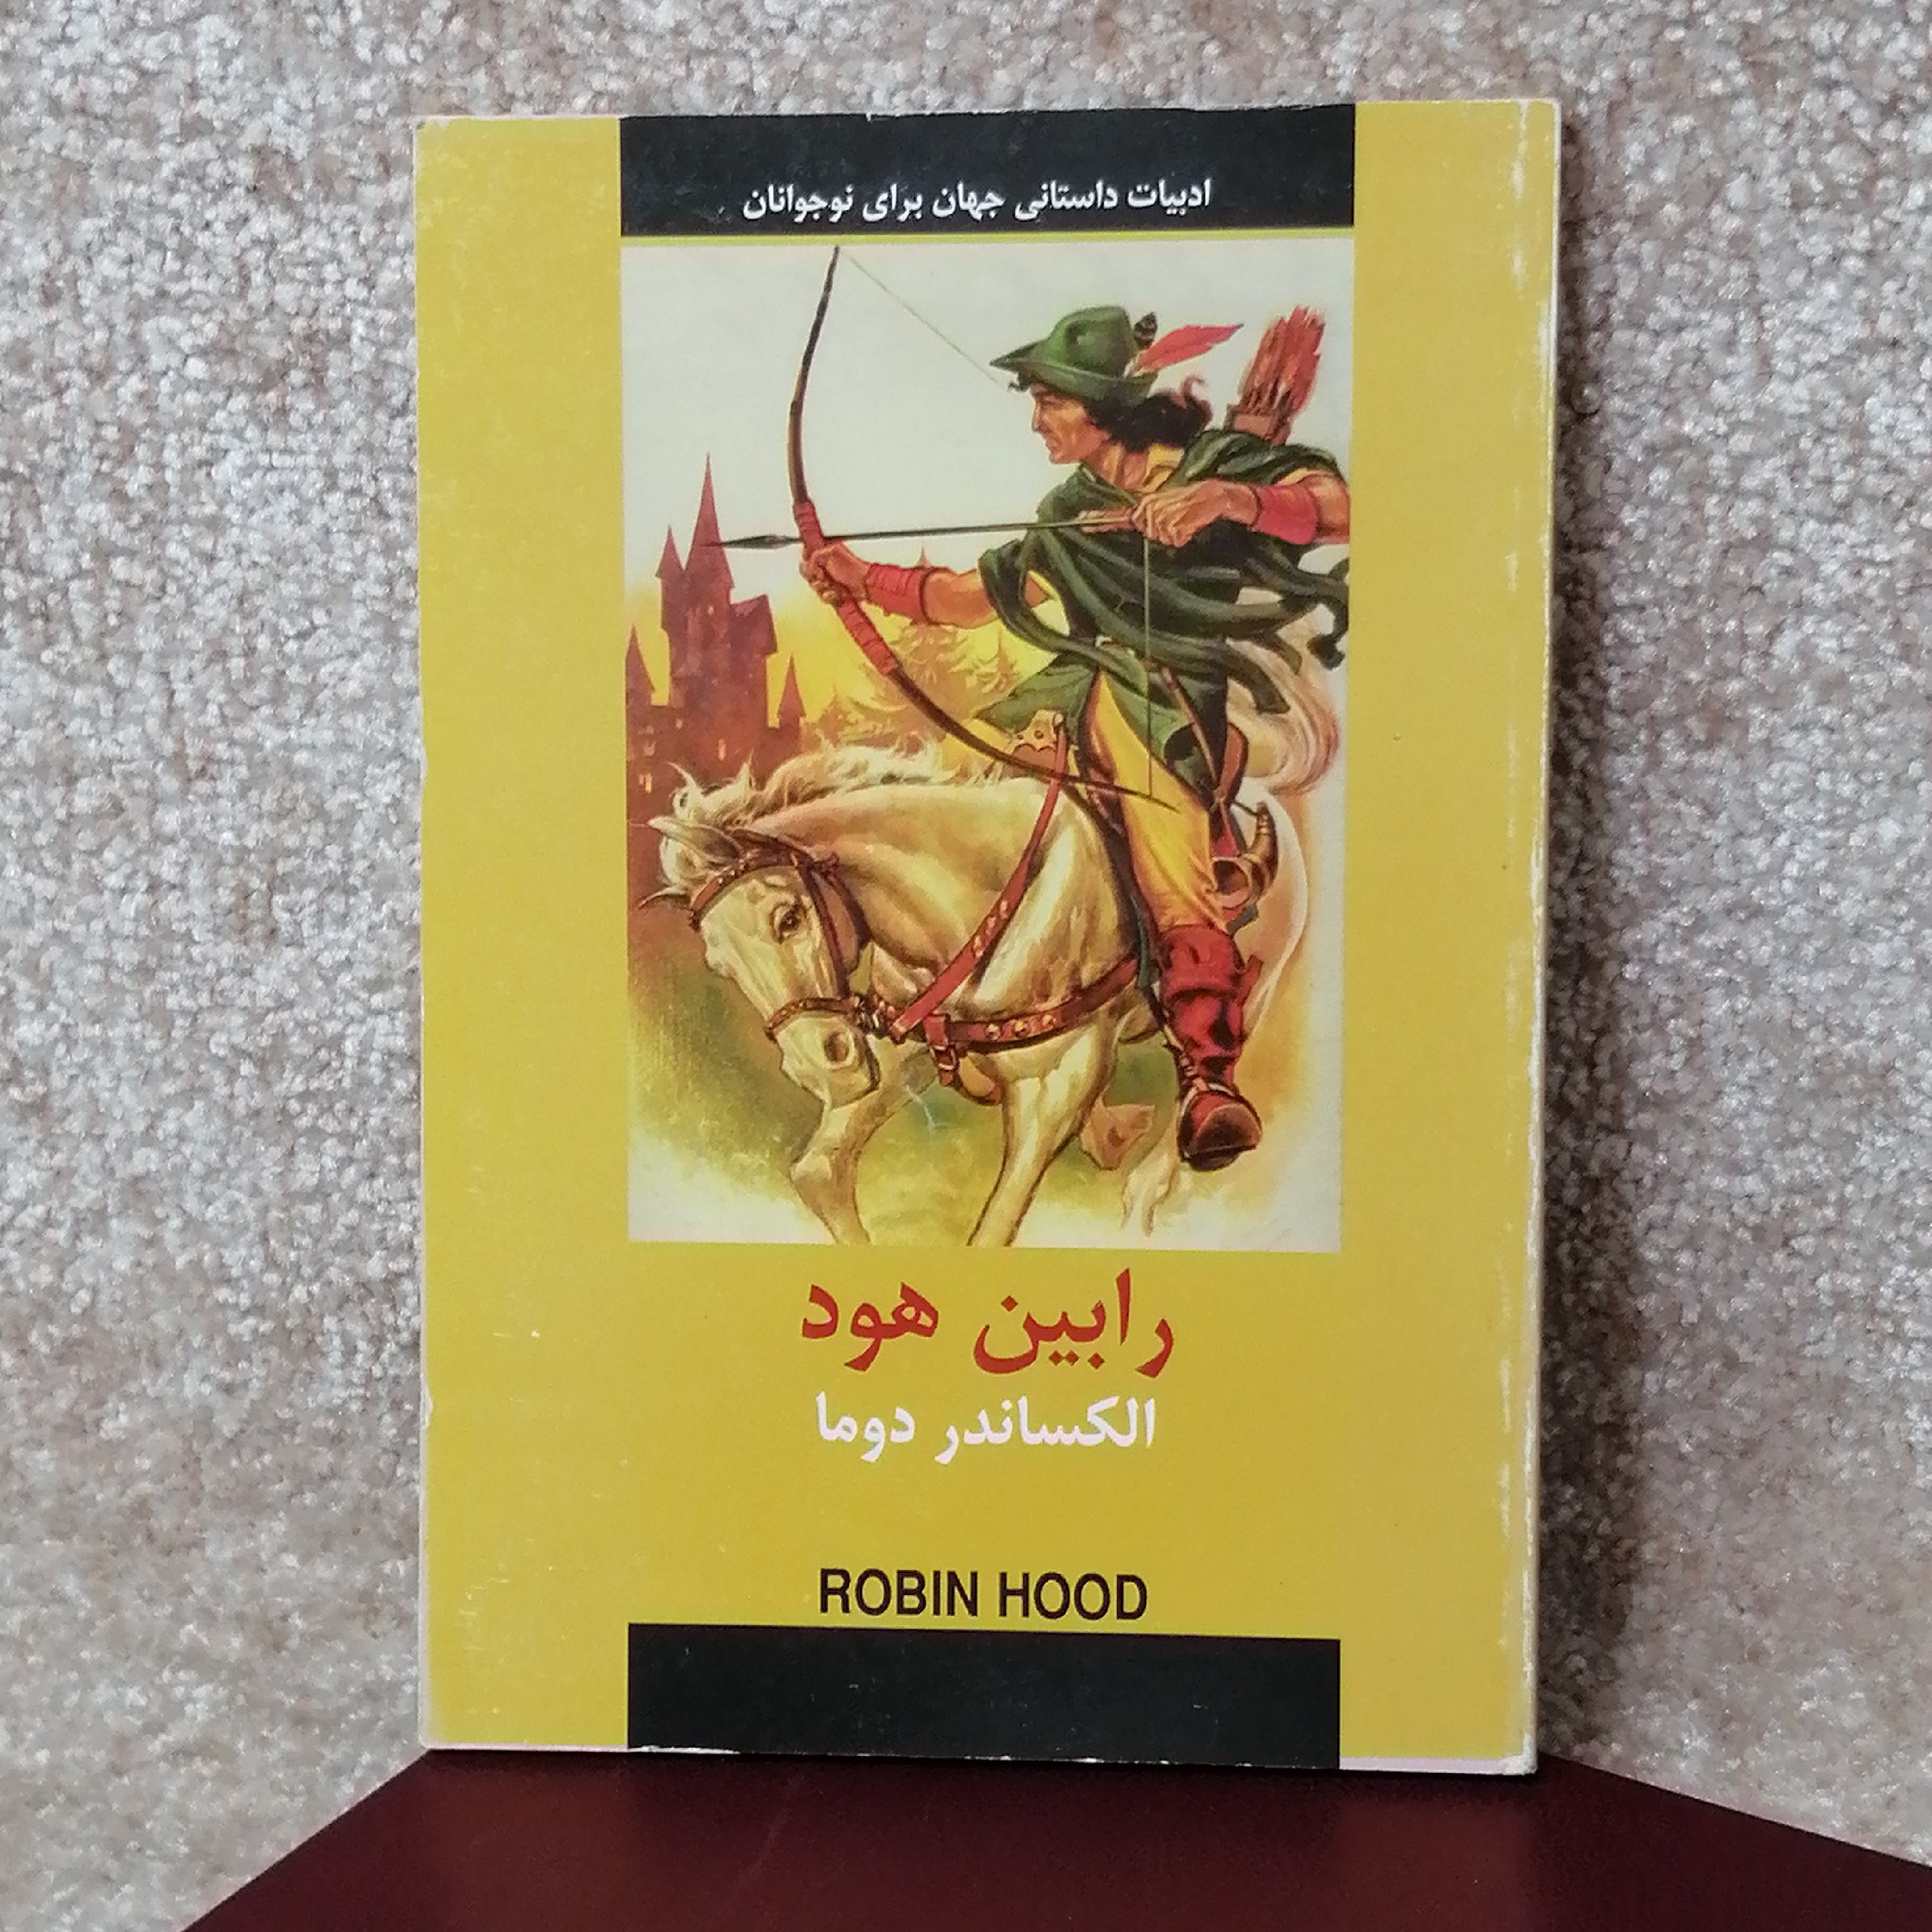 ادبیات داستانی جهان برای نوجوانان
رابین هود
الکساندر دوما
ROBIN HOOD